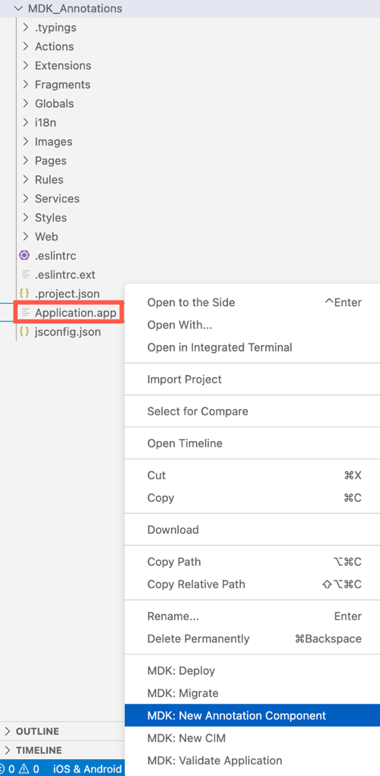 MDK_Annotations
.typings
Actions
Extensions
Fragments
Globals
i18n
Images
Pages
Rules
Services
Styles
Web
.eslintrc
.eslintrc.ext
{} .project.json
Application.app
{} jsconfig.json
Open to the Side ^Enter
Open With...
Open in Integrated Terminal
Import Project
Select for Compare
Open Timeline
Cut ⌘X
Copy ⌘C
Download
Copy Path ⌥⌘C
Copy Relative Path ⇧⌥⌘C
Rename... Enter
Delete Permanently ⌘Backspace
MDK: Deploy
MDK: Migrate
MDK: New Annotation Component
MDK: New CIM
MDK: Validate Application
OUTLINE
TIMELINE
0 0 iOS & Android